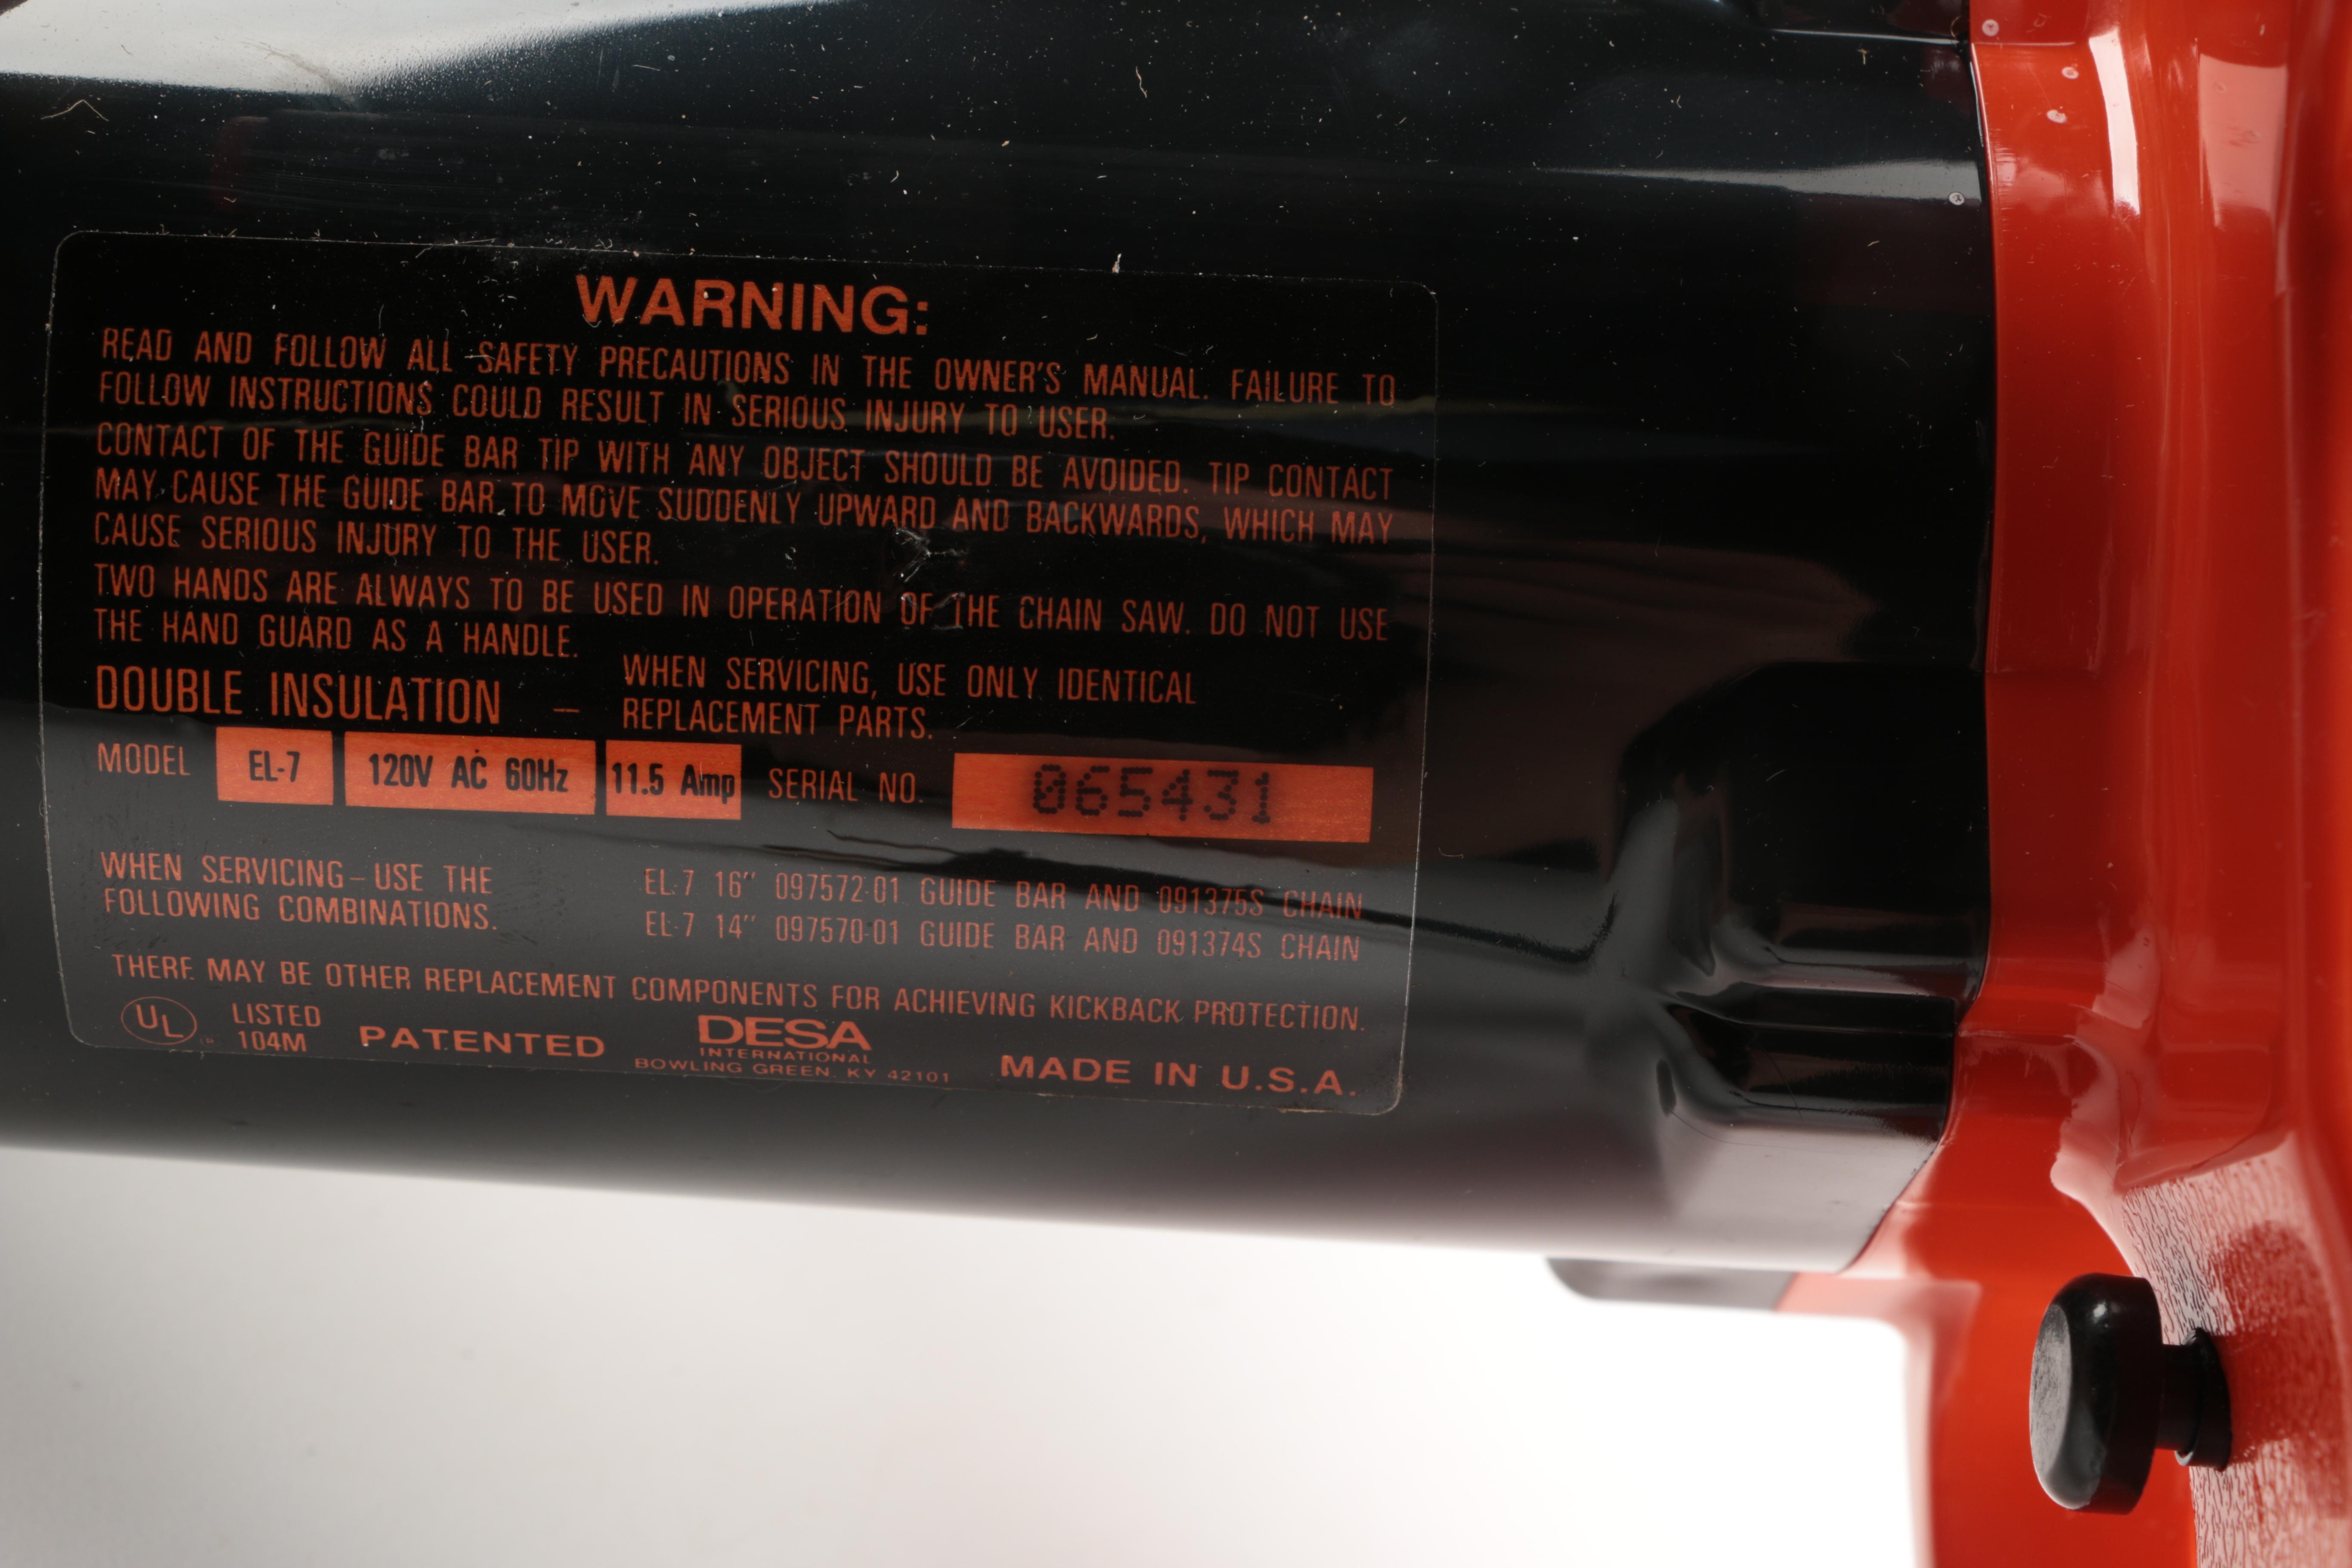 WARNING:
READ AND FOLLOW ALL SAFETY PRECAUTIONS IN THE OWNER'S MANUAL. FAILURE TO
FOLLOW INSTRUCTIONS COULD RESULT IN SERIOUS INJURY TO USER.
CONTACT OF THE GUIDE BAR TIP WITH ANY OBJECT SHOULD BE AVOIDED. TIP CONTACT
MAY CAUSE THE GUIDE BAR TO MOVE SUDDENLY UPWARD AND BACKWARDS, WHICH MAY
CAUSE SERIOUS INJURY TO THE USER.
TWO HANDS ARE ALWAYS TO BE USED IN OPERATION OF THE CHAIN SAW. DO NOT USE
THE HAND GUARD AS A HANDLE.
DOUBLE INSULATION — WHEN SERVICING, USE ONLY IDENTICAL
REPLACEMENT PARTS.
MODEL EL-7 120V AC 60Hz 11.5 Amp SERIAL NO. 065431
WHEN SERVICING – USE THE
FOLLOWING COMBINATIONS.
EL-7 16" 097572-01 GUIDE BAR AND 091375S CHAIN
EL-7 14" 097570-01 GUIDE BAR AND 091374S CHAIN
THERE MAY BE OTHER REPLACEMENT COMPONENTS FOR ACHIEVING KICKBACK PROTECTION.
UL ® LISTED
104M
PATENTED
DESA
INTERNATIONAL
BOWLING GREEN, KY 42101
MADE IN U.S.A.